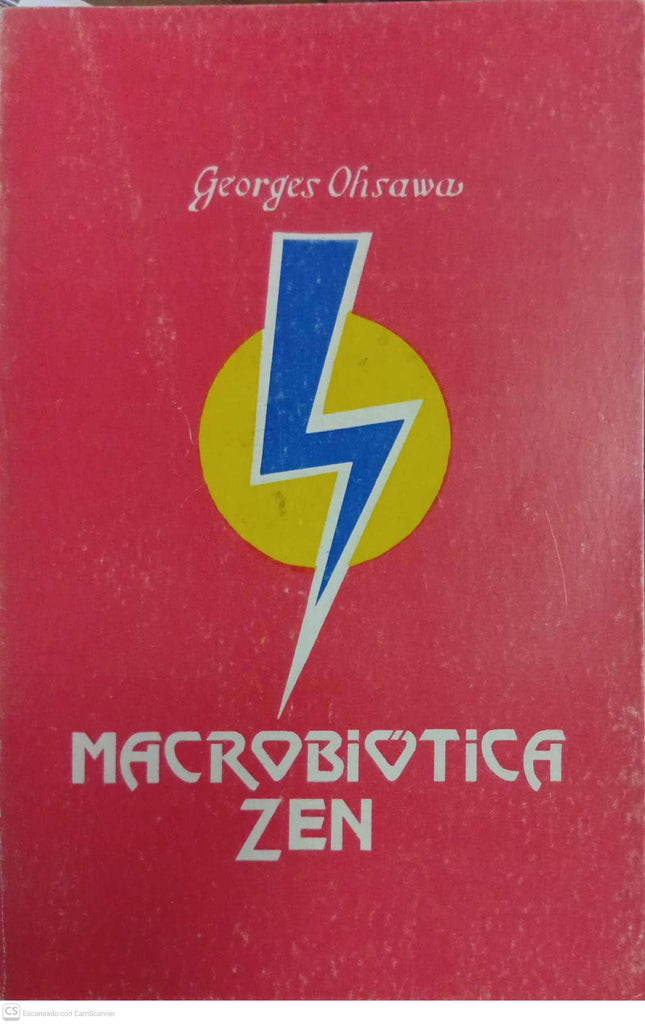 Georges Ohsawa
MACROBIÓTICA
ZEN
CS Escaneado con CamScanner